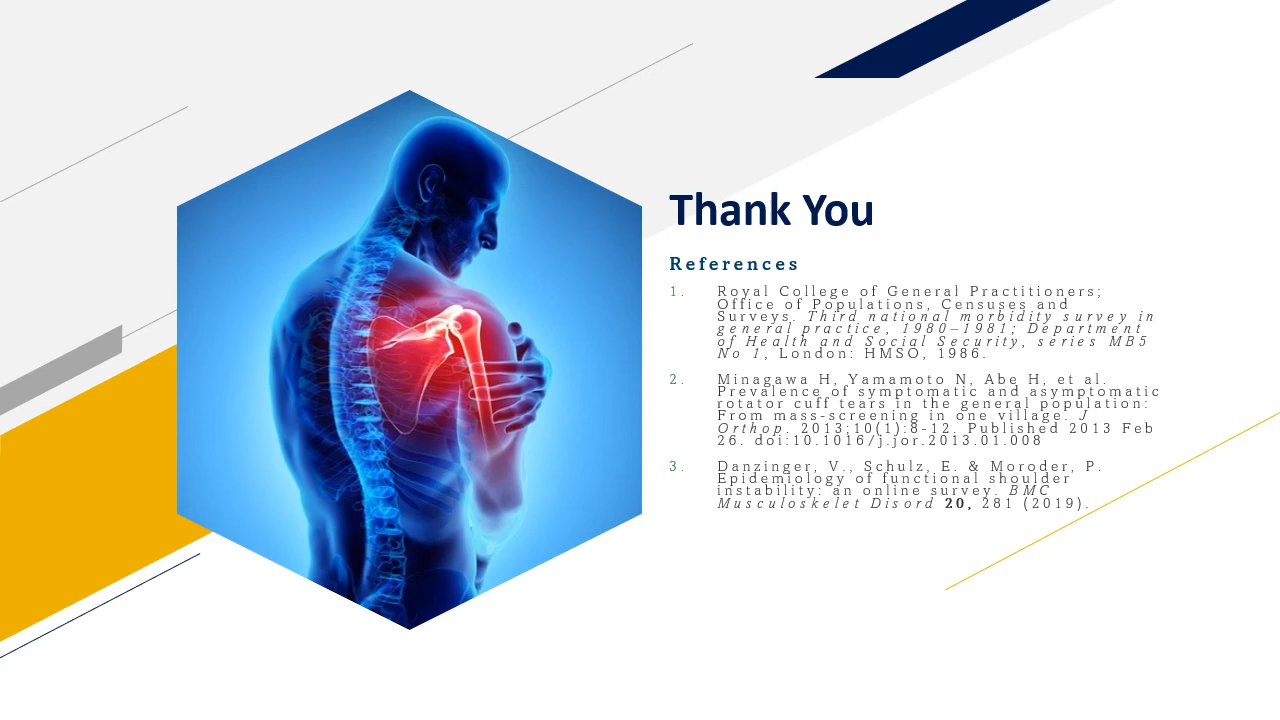 Thank You
References
1. Royal College of General Practitioners;
Office of Populations, Censuses and
Surveys. Third national morbidity survey in
general practice, 1980–1981; Department
of Health and Social Security, series MB5
No 1, London: HMSO, 1986.
2. Minagawa H, Yamamoto N, Abe H, et al.
Prevalence of symptomatic and asymptomatic
rotator cuff tears in the general population:
From mass-screening in one village. J
Orthop. 2013;10(1):8-12. Published 2013 Feb
26. doi:10.1016/j.jor.2013.01.008
3. Danzinger, V., Schulz, E. & Moroder, P.
Epidemiology of functional shoulder
instability: an online survey. BMC
Musculoskelet Disord 20, 281 (2019).